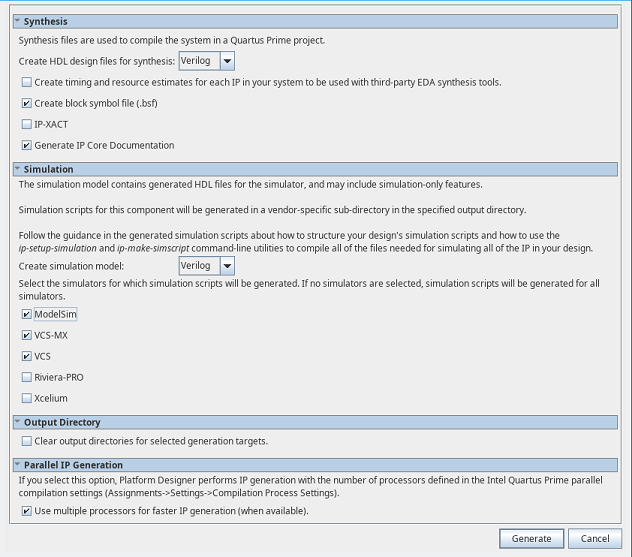 Synthesis
Synthesis files are used to compile the system in a Quartus Prime project.
Create HDL design files for synthesis: Verilog
Create timing and resource estimates for each IP in your system to be used with third-party EDA synthesis tools.
Create block symbol file (.bsf)
IP-XACT
Generate IP Core Documentation
Simulation
The simulation model contains generated HDL files for the simulator, and may include simulation-only features.
Simulation scripts for this component will be generated in a vendor-specific sub-directory in the specified output directory.
Follow the guidance in the generated simulation scripts about how to structure your design's simulation scripts and how to use the
ip-setup-simulation and ip-make-simscript command-line utilities to compile all of the files needed for simulating all of the IP in your design.
Create simulation model: Verilog
Select the simulators for which simulation scripts will be generated. If no simulators are selected, simulation scripts will be generated for all
simulators.
ModelSim
VCS-MX
VCS
Riviera-PRO
Xcelium
Output Directory
Clear output directories for selected generation targets.
Parallel IP Generation
If you select this option, Platform Designer performs IP generation with the number of processors defined in the Intel Quartus Prime parallel
compilation settings (Assignments->Settings->Compilation Process Settings).
Use multiple processors for faster IP generation (when available).
Generate Cancel